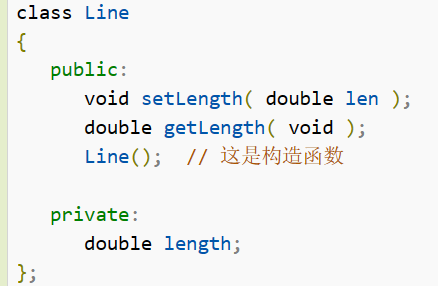 class Line
{
   public:
      void setLength( double len );
      double getLength( void );
      Line();  // 这是构造函数

   private:
      double length;
};